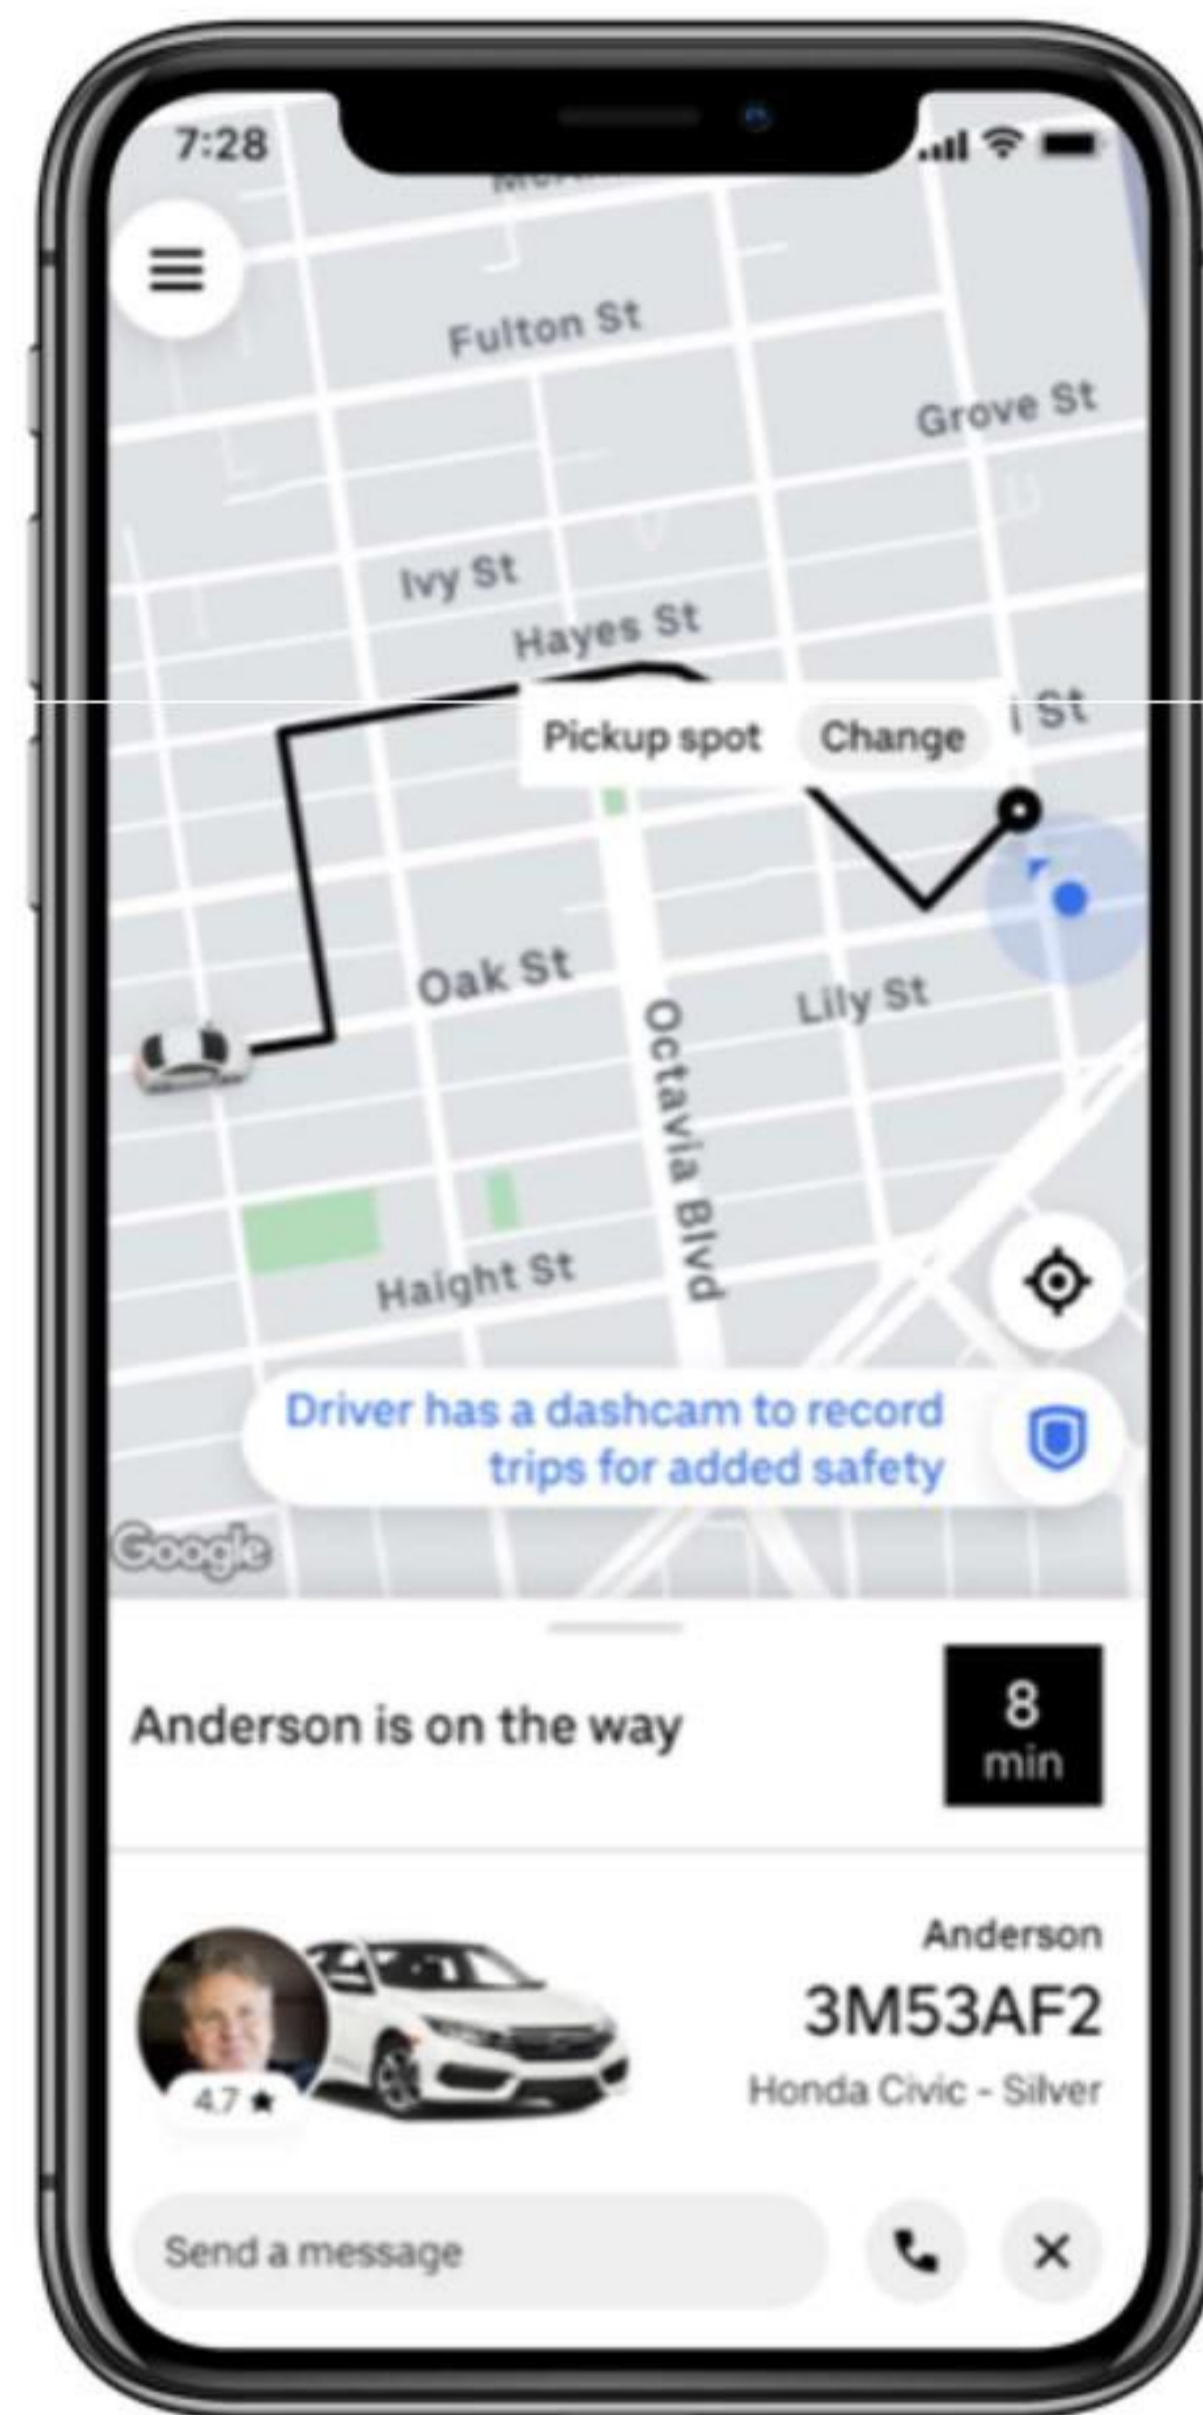 7:28
Fulton St
Grove St
Ivy St
Hayes St
St
Pickup spot Change
Oak St
Lily St
Octavia Blvd
Haight St
Driver has a dashcam to record
trips for added safety
Google
Anderson is on the way
8
min
Anderson
3M53AF2
Honda Civic - Silver
4.7 ★
Send a message